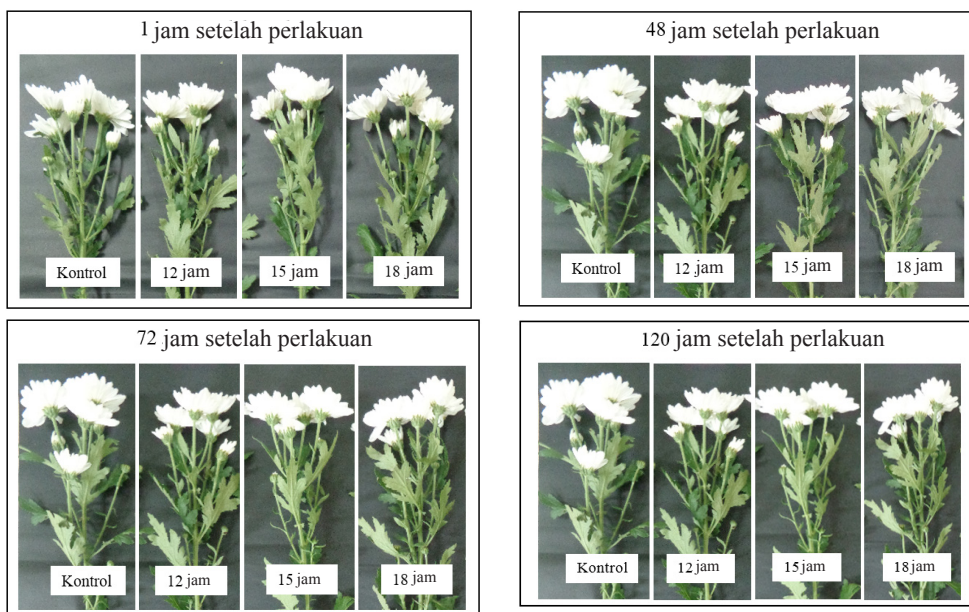 1 jam setelah perlakuan
Kontrol
12 jam
15 jam
18 jam
48 jam setelah perlakuan
Kontrol
12 jam
15 jam
18 jam
72 jam setelah perlakuan
Kontrol
12 jam
15 jam
18 jam
120 jam setelah perlakuan
Kontrol
12 jam
15 jam
18 jam